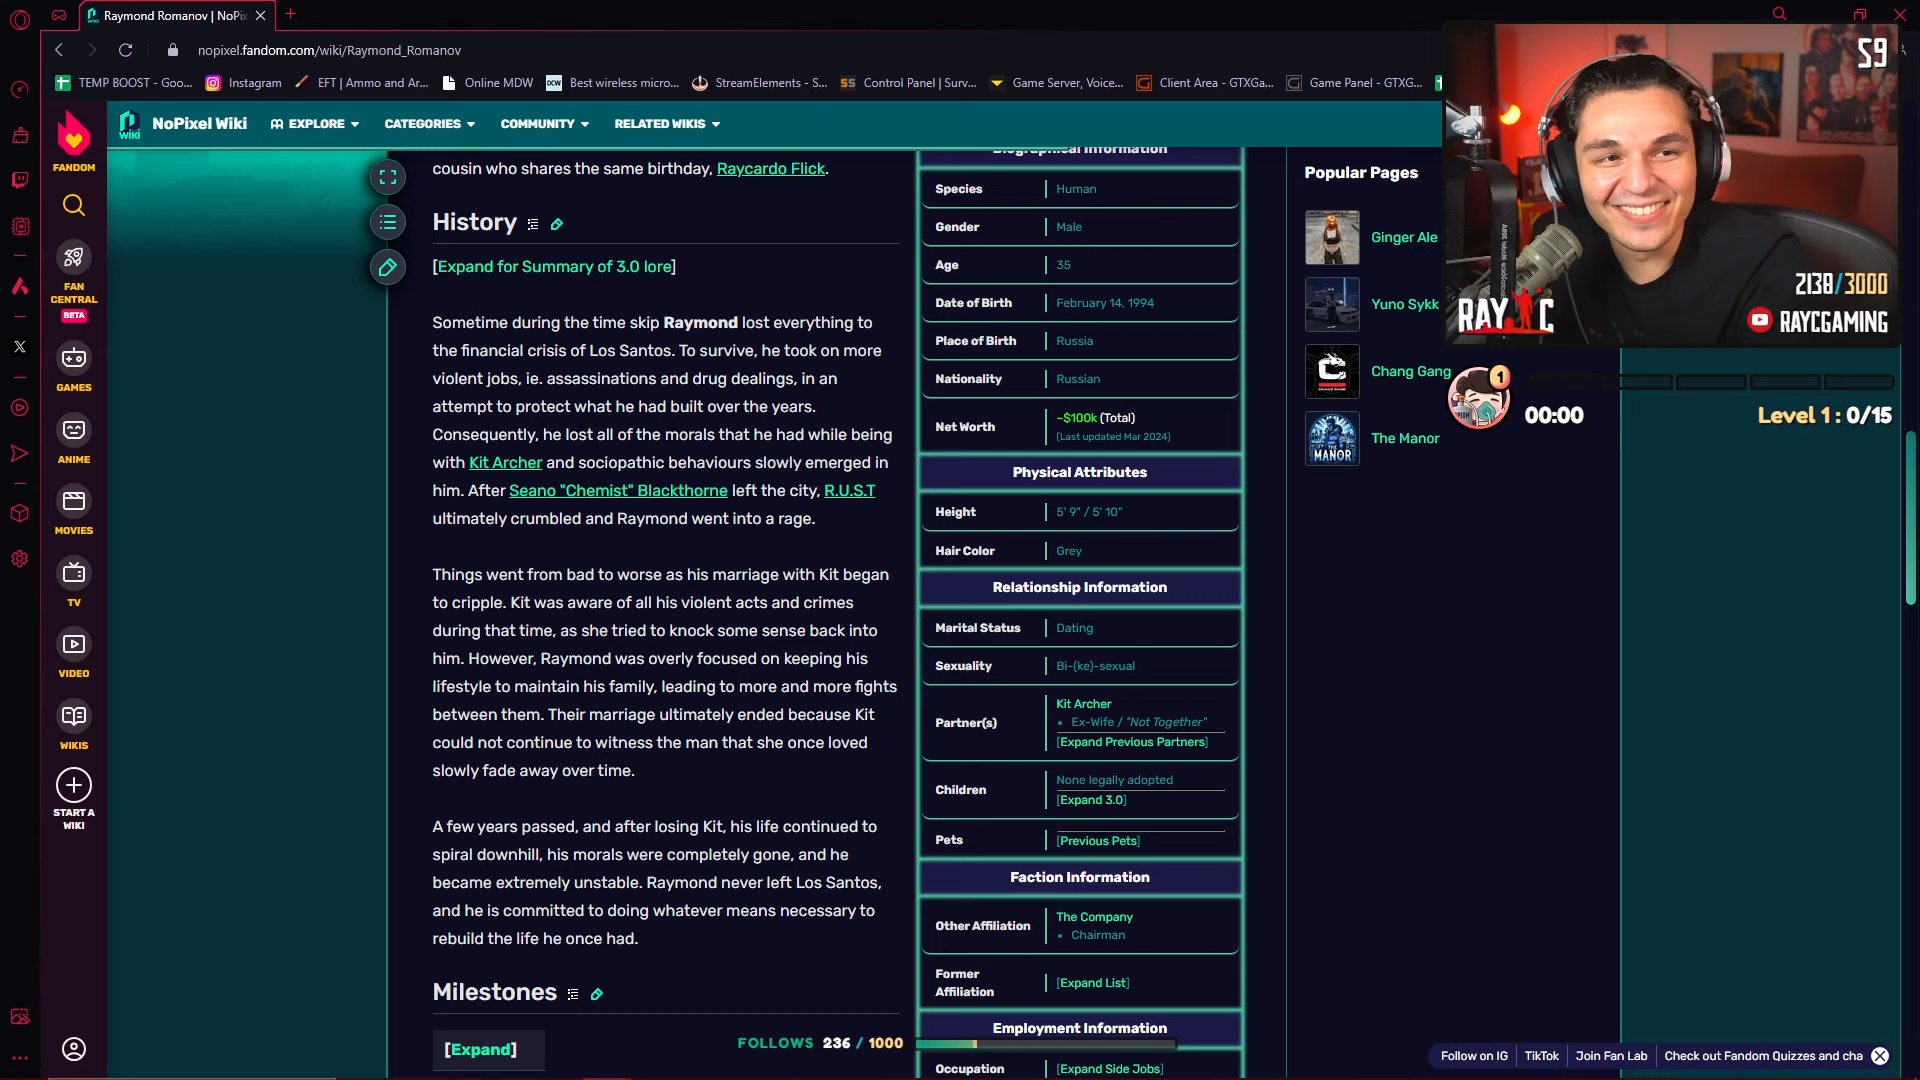 Raymond Romanov | NoPix
nopixel.fandom.com/wiki/Raymond_Romanov
TEMP BOOST - Goo...
Instagram
EFT | Ammo and Ar...
Online MDW
DCW
Best wireless micro...
StreamElements - S...
SS
Control Panel | Surv...
Game Server, Voice...
Client Area - GTXGa...
Game Panel - GTXG...
FANDOM
FAN CENTRAL
BETA
GAMES
ANIME
MOVIES
TV
VIDEO
WIKIS
START A WIKI
WIKI
NoPixel Wiki
EXPLORE
CATEGORIES
COMMUNITY
RELATED WIKIS
cousin who shares the same birthday, Raycardo Flick.
History
[Expand for Summary of 3.0 lore]
Sometime during the time skip Raymond lost everything to
the financial crisis of Los Santos. To survive, he took on more
violent jobs, ie. assassinations and drug dealings, in an
attempt to protect what he had built over the years.
Consequently, he lost all of the morals that he had while being
with Kit Archer and sociopathic behaviours slowly emerged in
him. After Seano "Chemist" Blackthorne left the city, R.U.S.T
ultimately crumbled and Raymond went into a rage.
Things went from bad to worse as his marriage with Kit began
to cripple. Kit was aware of all his violent acts and crimes
during that time, as she tried to knock some sense back into
him. However, Raymond was overly focused on keeping his
lifestyle to maintain his family, leading to more and more fights
between them. Their marriage ultimately ended because Kit
could not continue to witness the man that she once loved
slowly fade away over time.
A few years passed, and after losing Kit, his life continued to
spiral downhill, his morals were completely gone, and he
became extremely unstable. Raymond never left Los Santos,
and he is committed to doing whatever means necessary to
rebuild the life he once had.
Milestones
[Expand]
FOLLOWS 236 / 1000
Biographical Information
Species Human
Gender Male
Age 35
Date of Birth February 14, 1994
Place of Birth Russia
Nationality Russian
Net Worth ~$100k (Total)
(Last updated Mar 2024)
Physical Attributes
Height 5' 9" / 5' 10"
Hair Color Grey
Relationship Information
Marital Status Dating
Sexuality Bi-(ke)-sexual
Partner(s) Kit Archer
• Ex-Wife / "Not Together"
[Expand Previous Partners]
Children None legally adopted
[Expand 3.0]
Pets [Previous Pets]
Faction Information
Other Affiliation The Company
• Chairman
Former Affiliation [Expand List]
Employment Information
Occupation [Expand Side Jobs]
Popular Pages
Ginger Ale
Yuno Sykk
Chang Gang
THE MANOR
The Manor
59
2138/3000
RAYCGAMING
RAY C
1
00:00
Level 1 : 0/15
Follow on IG
TikTok
Join Fan Lab
Check out Fandom Quizzes and cha